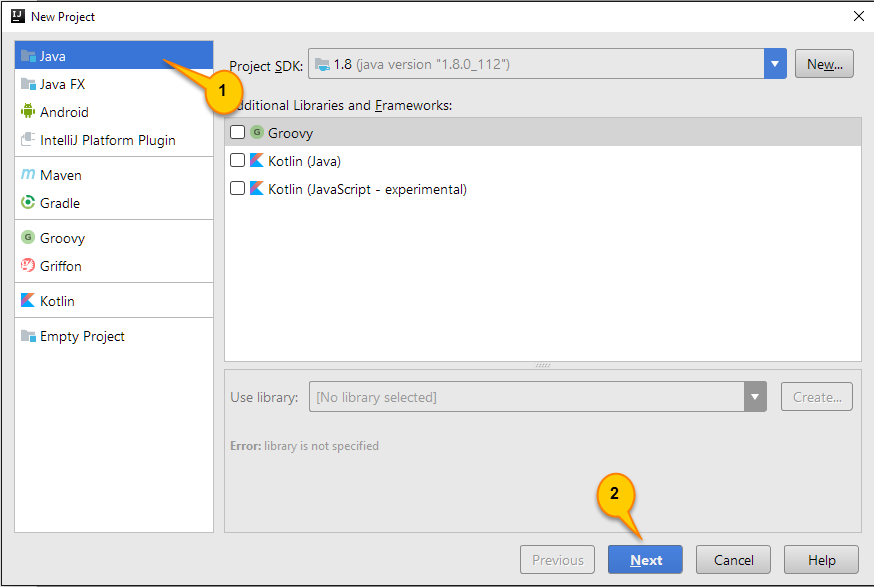 New Project
Java
Java FX
Android
IntelliJ Platform Plugin
Maven
Gradle
Groovy
Griffon
Kotlin
Empty Project
1
Project SDK: 1.8 (java version "1.8.0_112") New...
ditional Libraries and Frameworks:
G Groovy
Kotlin (Java)
Kotlin (JavaScript - experimental)
Use library: [No library selected] Create...
Error: library is not specified
2
Previous Next Cancel Help